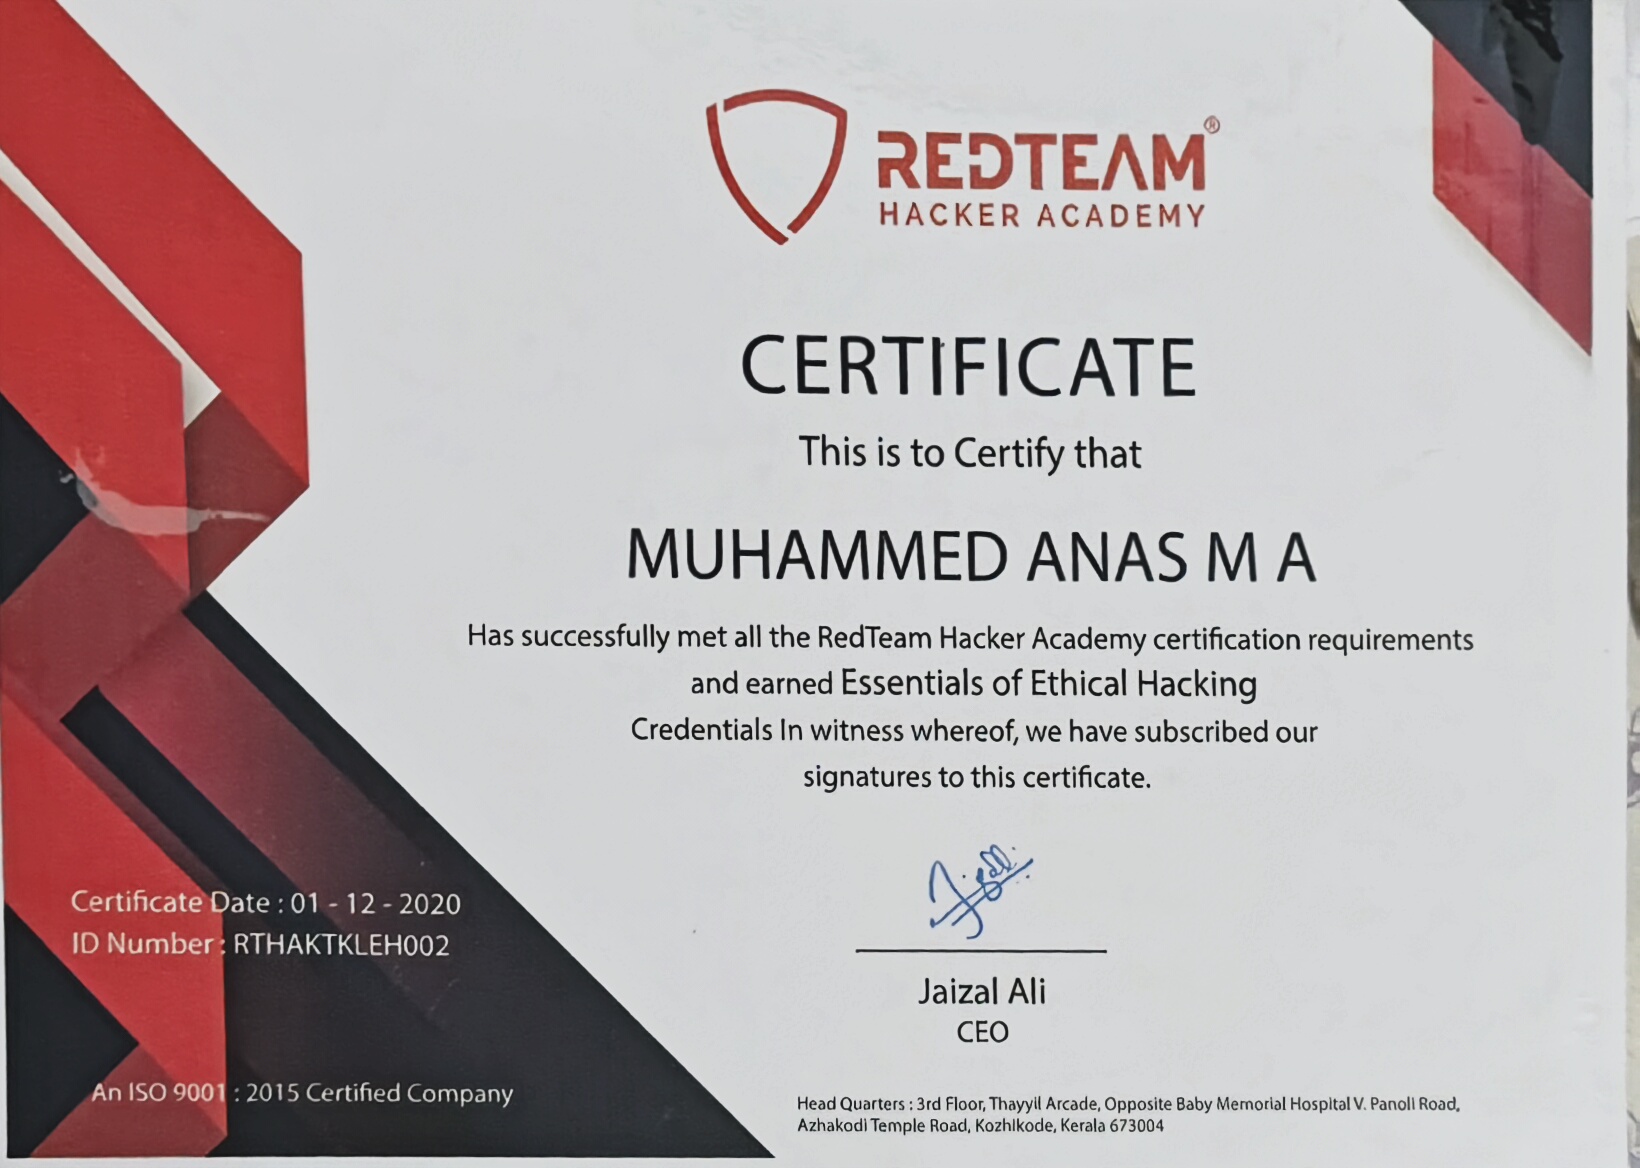 REDTEAM®
HACKER ACADEMY
CERTIFICATE
This is to Certify that
MUHAMMED ANAS M A
Has successfully met all the RedTeam Hacker Academy certification requirements
and earned Essentials of Ethical Hacking
Credentials In witness whereof, we have subscribed our
signatures to this certificate.
Certificate Date : 01 - 12 - 2020
ID Number : RTHAKTKLEH002
Jaizal Ali
CEO
An ISO 9001 : 2015 Certified Company
Head Quarters : 3rd Floor, Thayyil Arcade, Opposite Baby Memorial Hospital V. Panoli Road,
Azhakodi Temple Road, Kozhikode, Kerala 673004